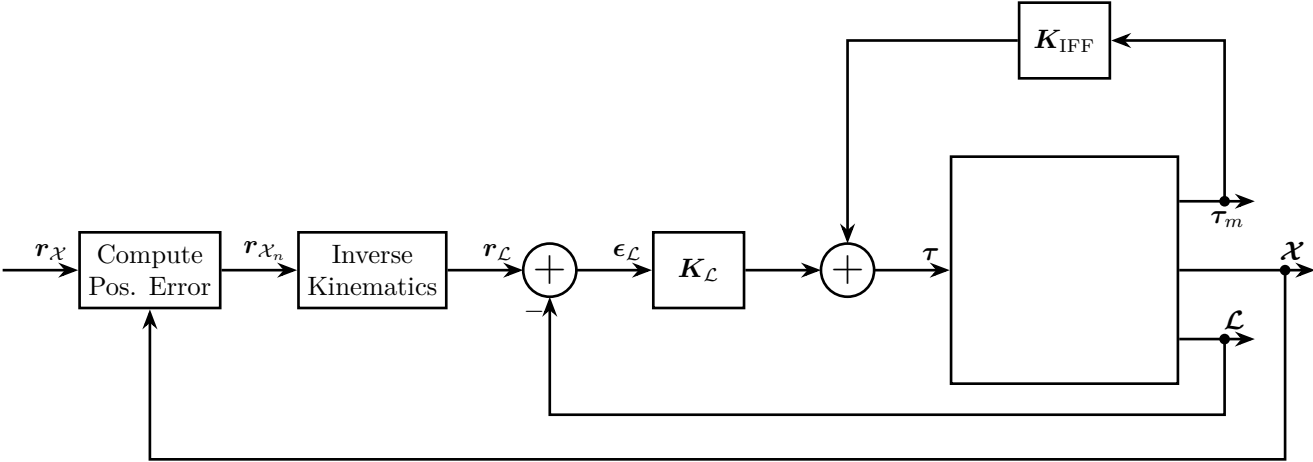 K_IFF
τ_m
r_𝒳
Compute
Pos. Error
r_𝒳ₙ
Inverse
Kinematics
r_ℒ
+
−
ϵ_ℒ
K_ℒ
+
τ
𝒳
ℒ